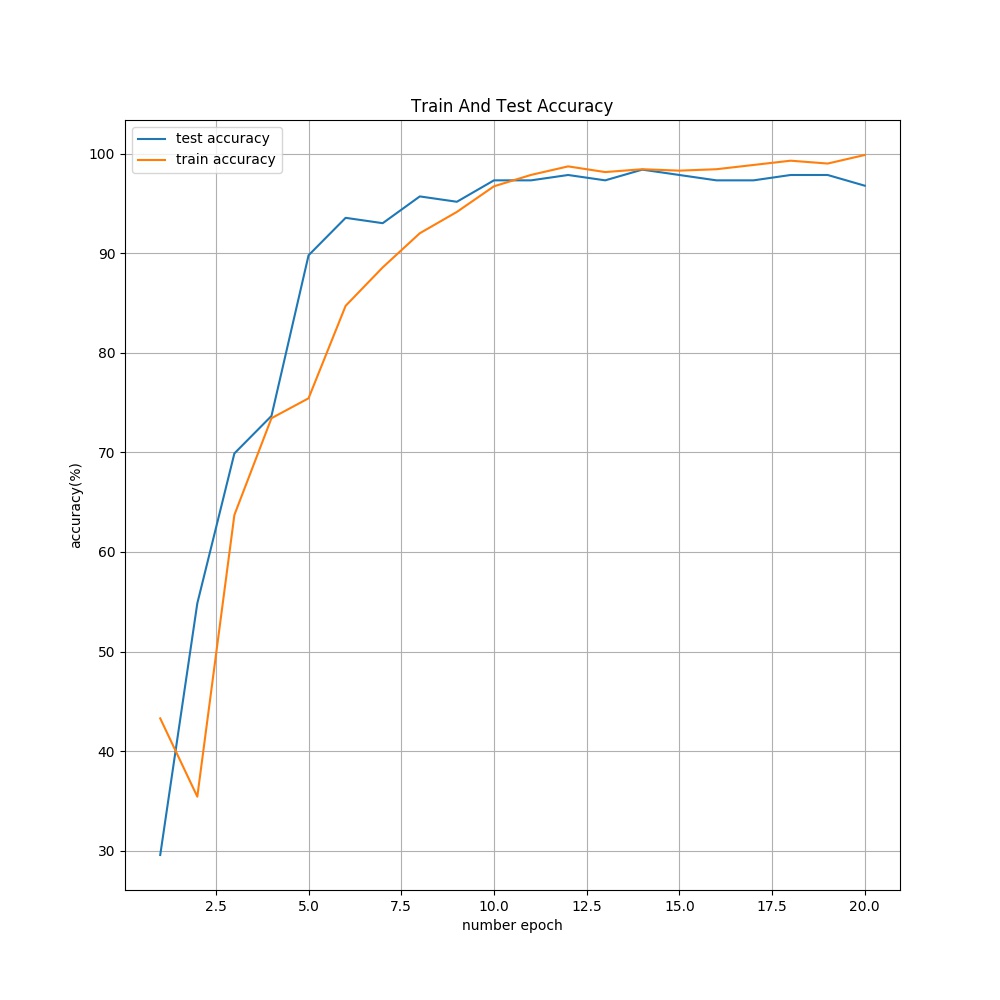 Train And Test Accuracy
test accuracy
train accuracy
100
90
80
70
60
50
40
30
accuracy(%)
2.5 5.0 7.5 10.0 12.5 15.0 17.5 20.0
number epoch